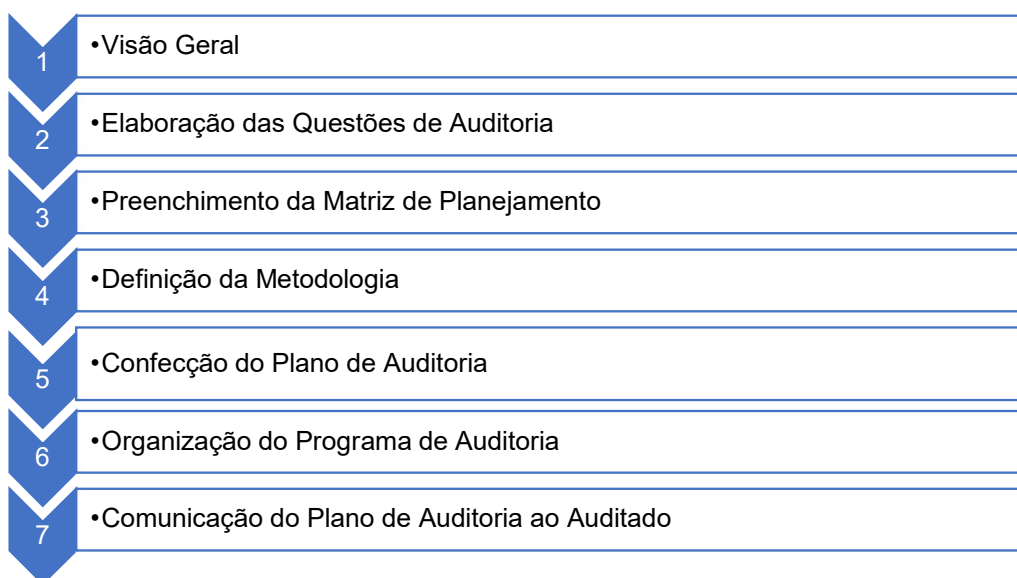 1 •Visão Geral
2 •Elaboração das Questões de Auditoria
3 •Preenchimento da Matriz de Planejamento
4 •Definição da Metodologia
5 •Confecção do Plano de Auditoria
6 •Organização do Programa de Auditoria
7 •Comunicação do Plano de Auditoria ao Auditado